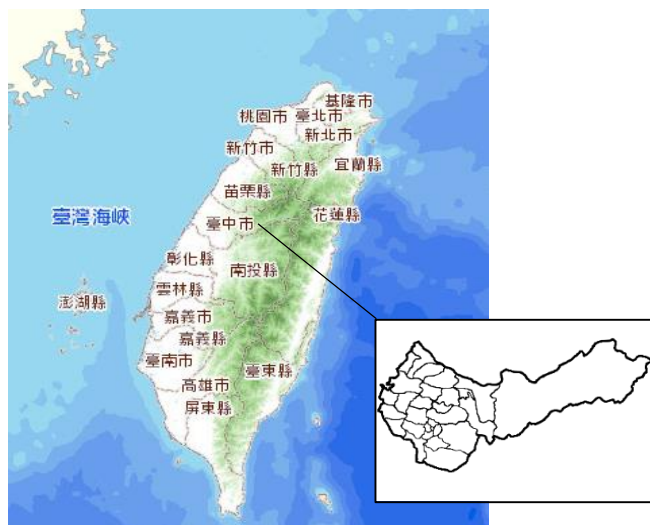 基隆市
桃園市
臺北市
新北市
新竹市
新竹縣
宜蘭縣
苗栗縣
花蓮縣
臺灣海峽
臺中市
彰化縣
南投縣
雲林縣
澎湖縣
嘉義市
嘉義縣
臺南市
臺東縣
高雄市
屏東縣